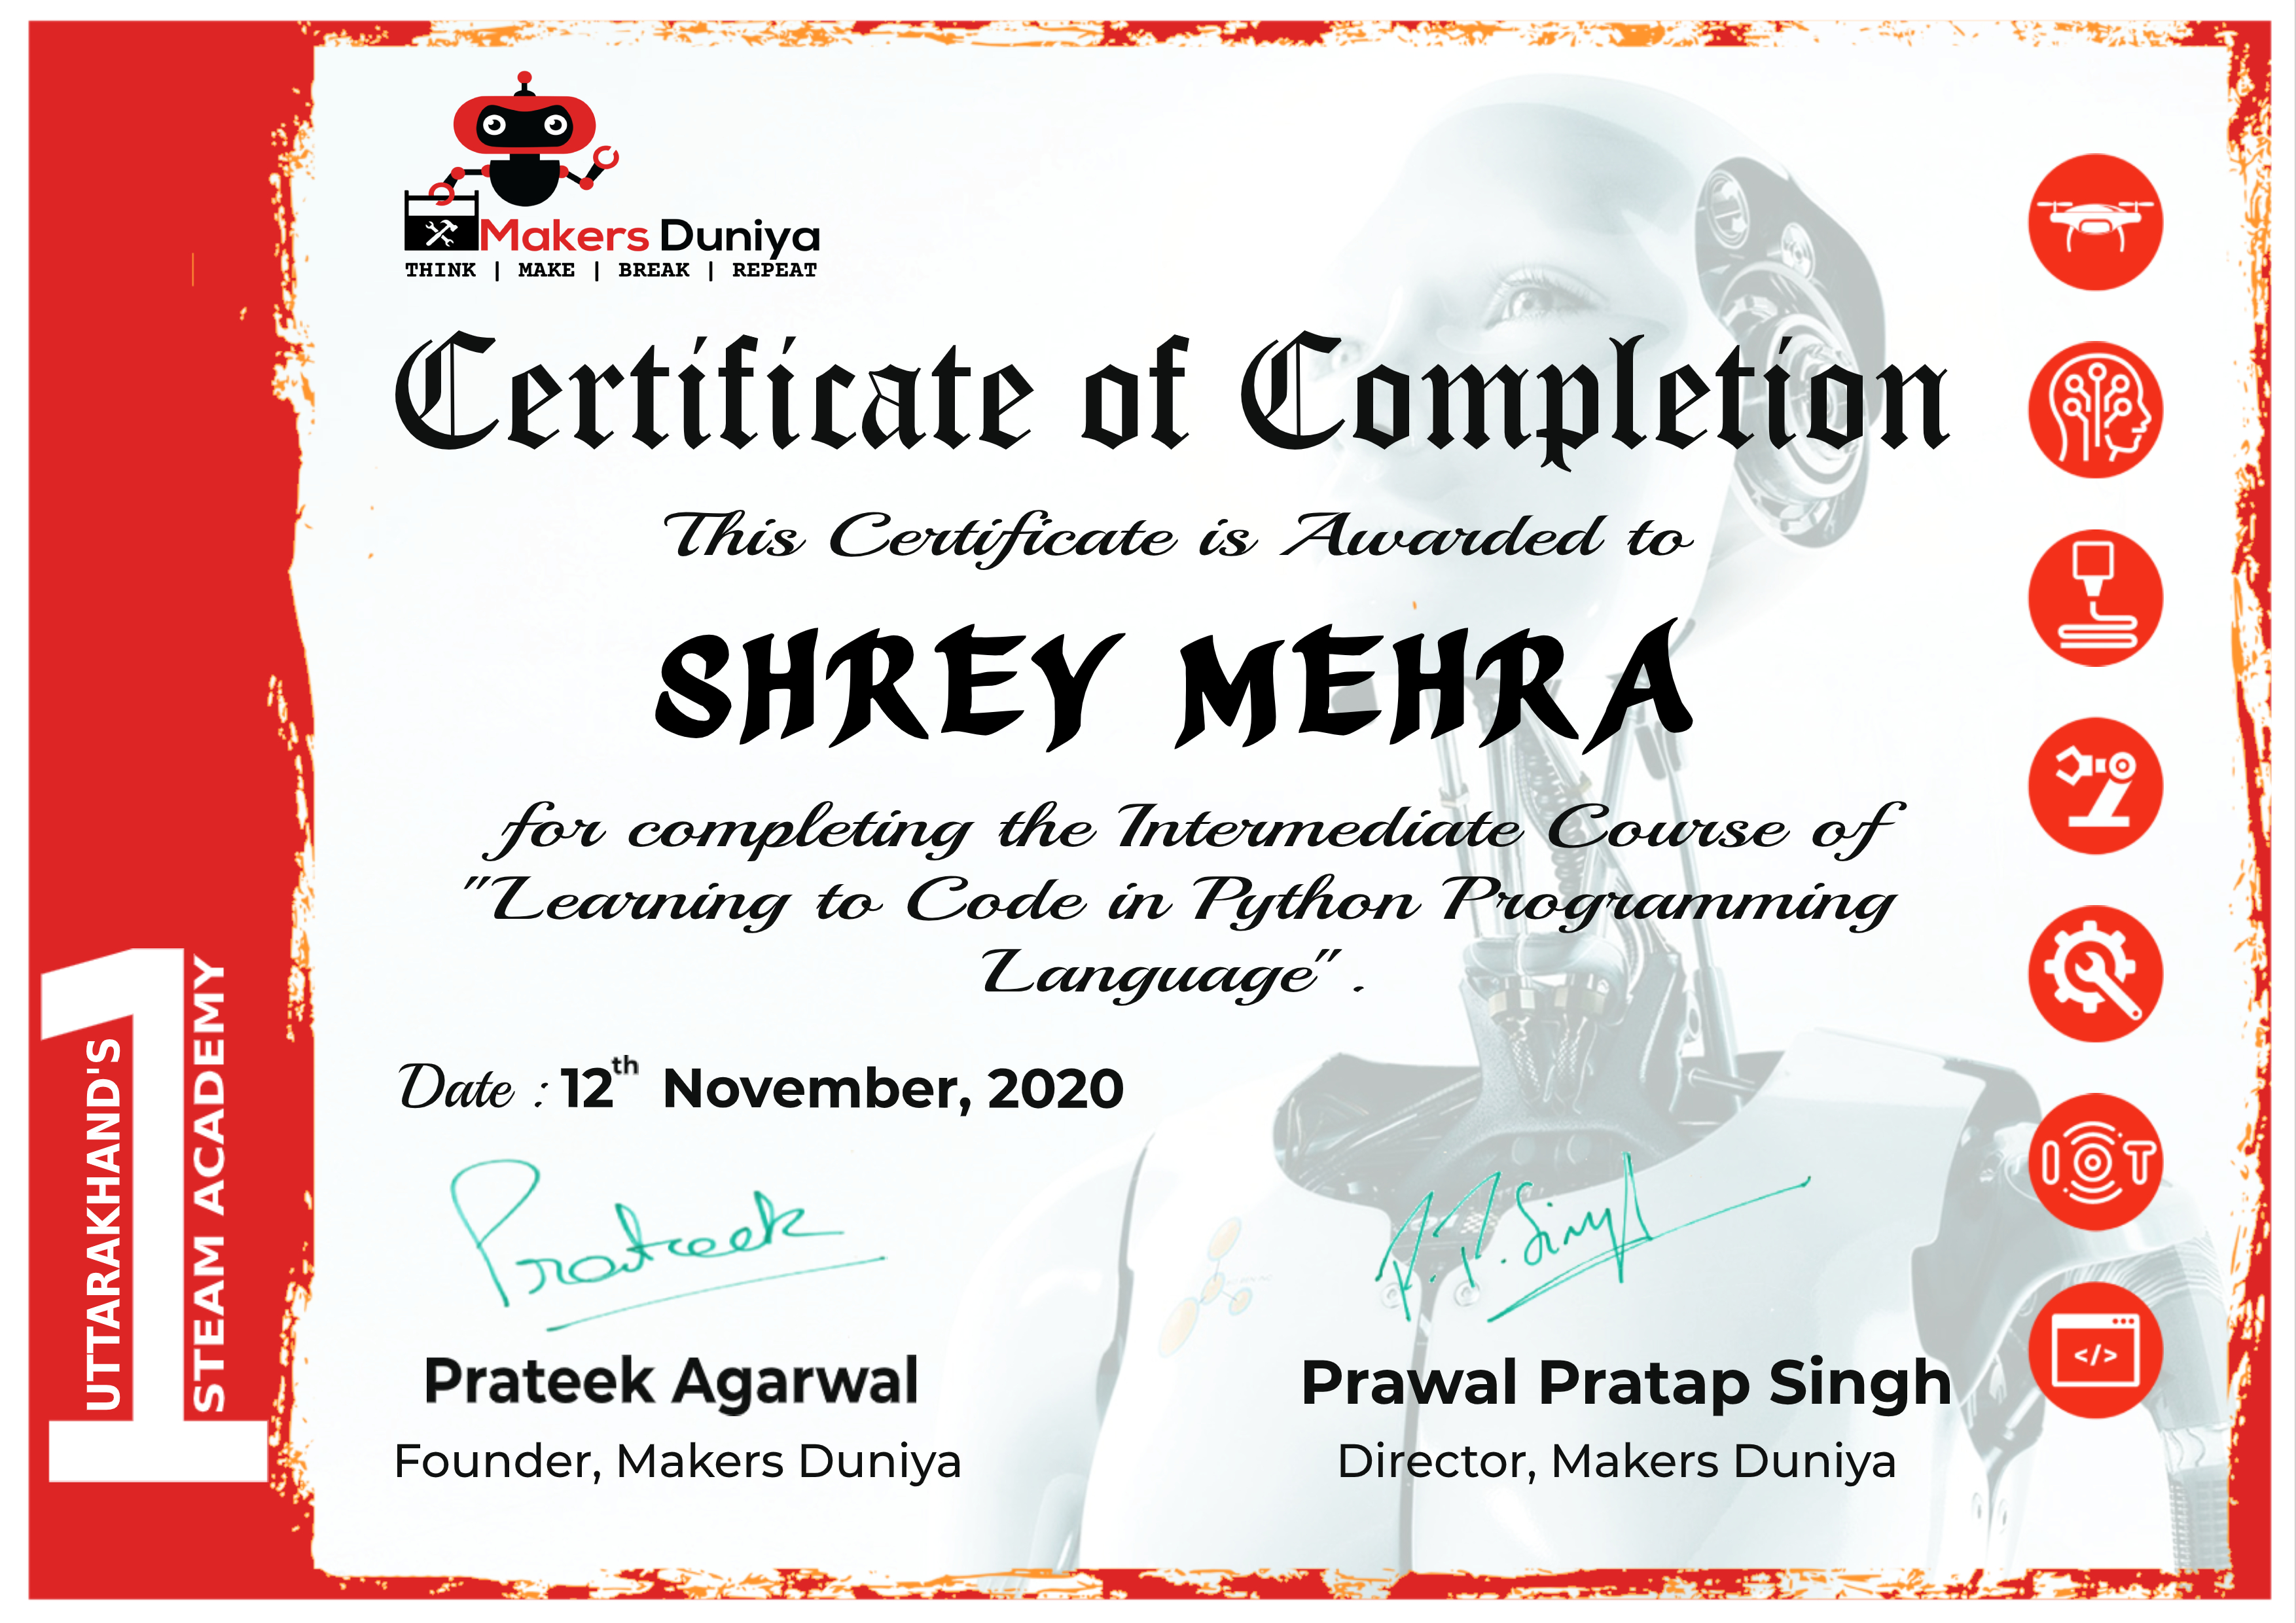 Makers Duniya
THINK | MAKE | BREAK | REPEAT
Certificate of Completion
This Certificate is Awarded to
SHREY MEHRA
for completing the Intermediate Course of
"Learning to Code in Python Programming
Language" .
Date : 12th November, 2020
Prateek
P.P. Singh
Prateek Agarwal
Founder, Makers Duniya
Prawal Pratap Singh
Director, Makers Duniya
1
UTTARAKHAND'S
STEAM ACADEMY
IOT
</>